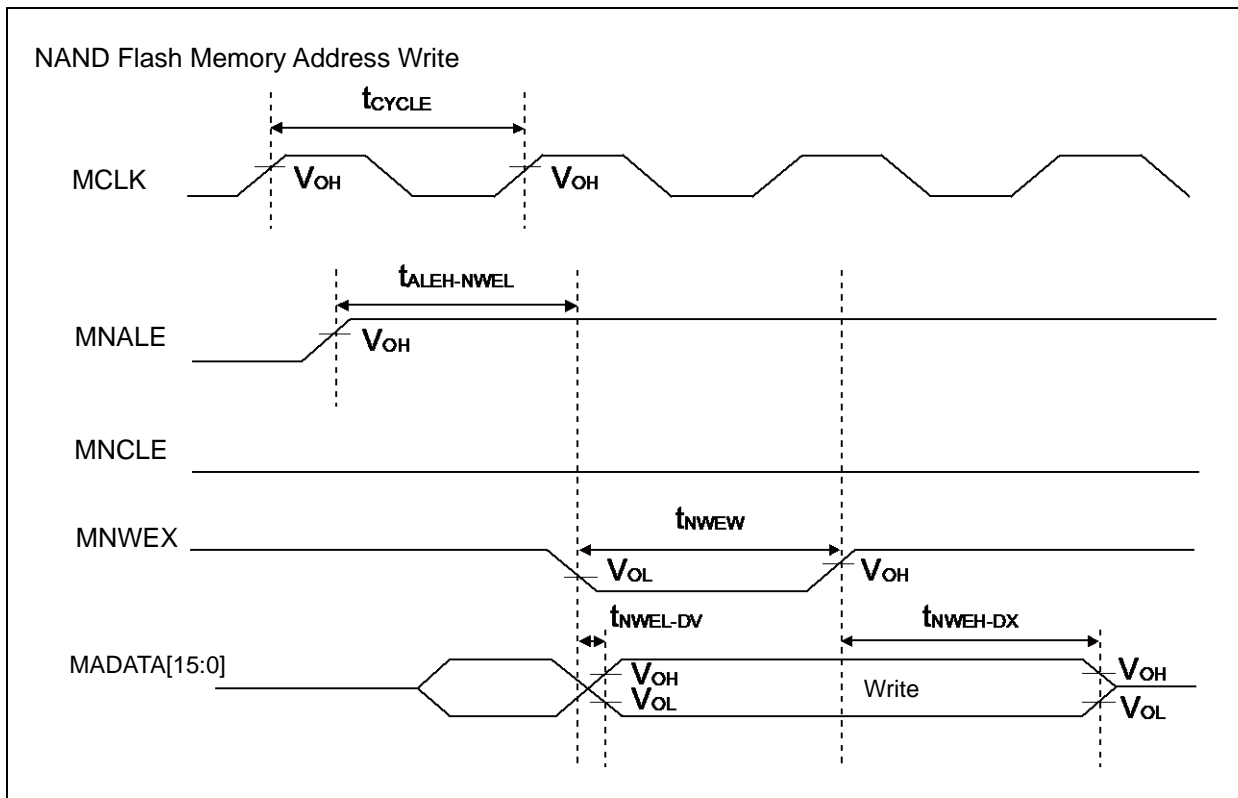 NAND Flash Memory Address Write
tCYCLE
MCLK
VOH
VOH
tALEH-NWEL
MNALE
VOH
MNCLE
tNWEW
MNWEX
VOL
VOH
tNWEL-DV
tNWEH-DX
MADATA[15:0]
VOH
Write
VOH
VOL
VOL